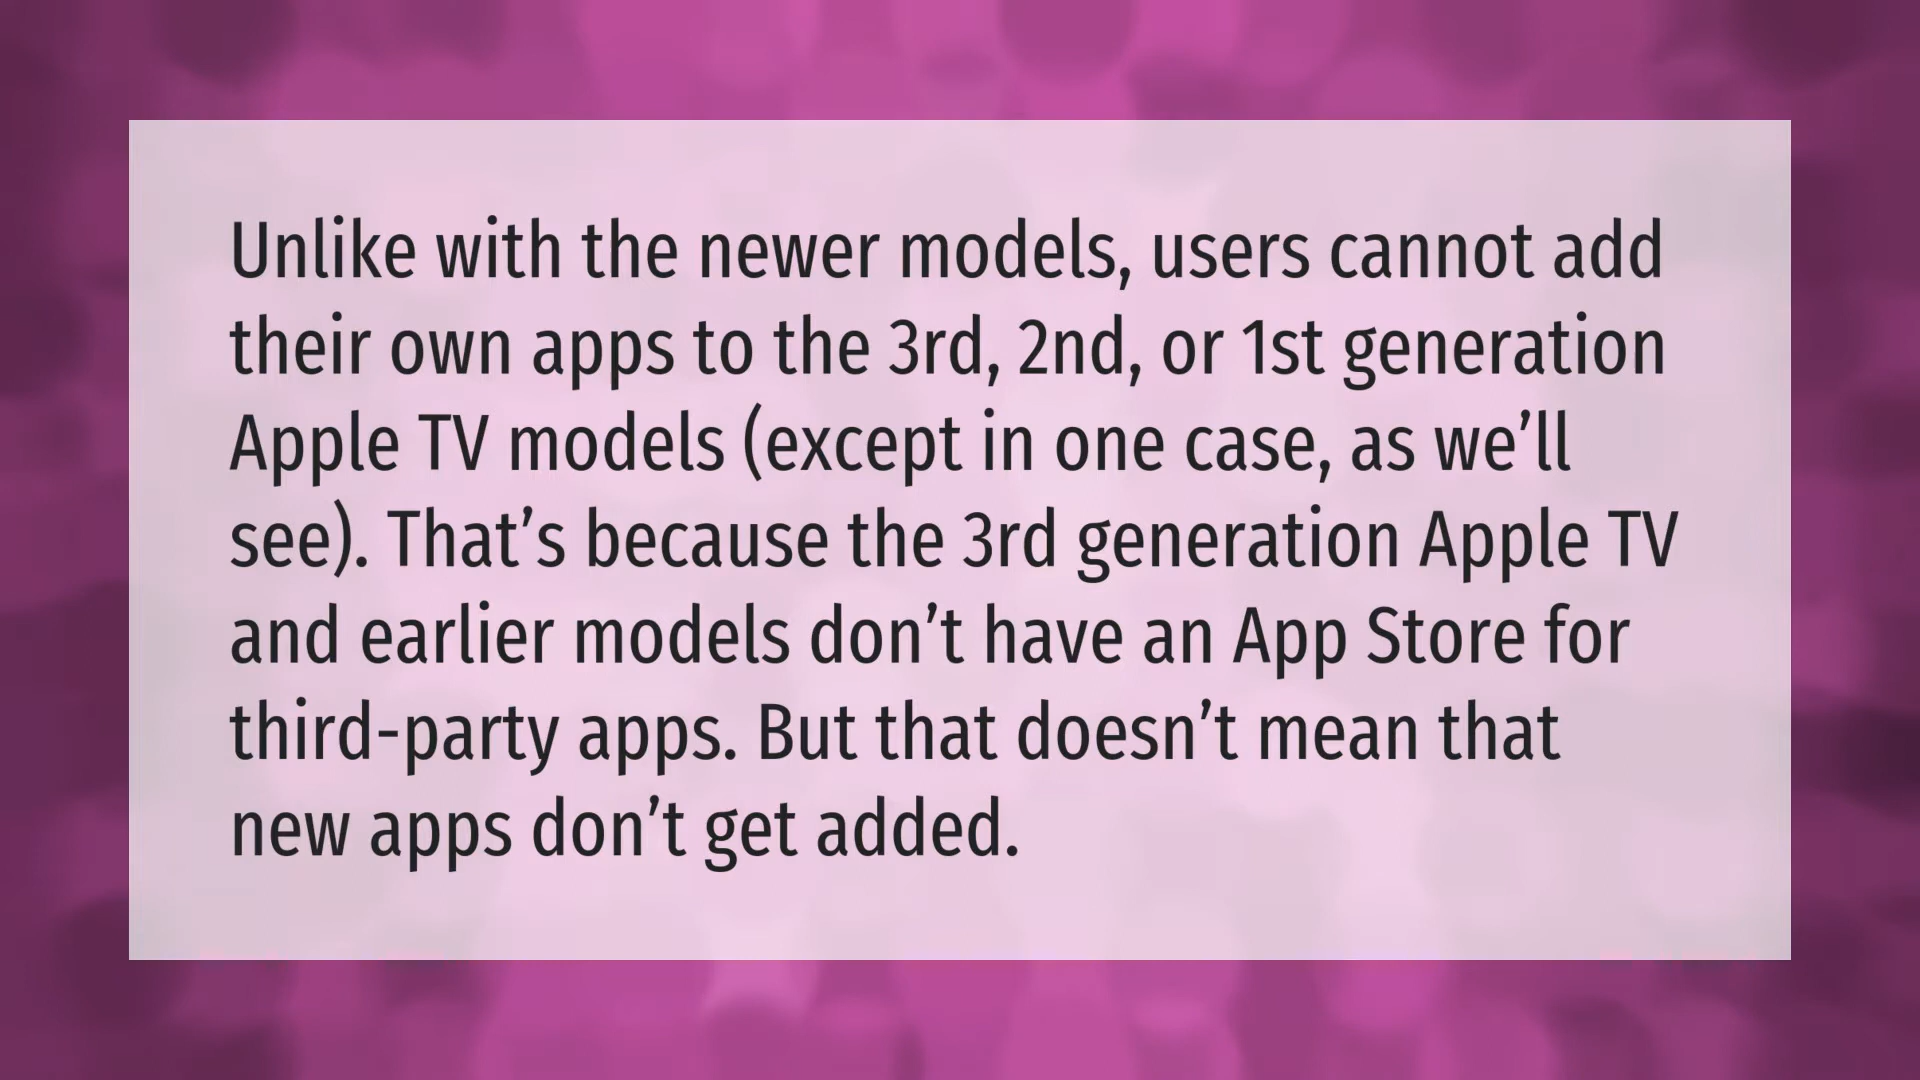 Unlike with the newer models, users cannot add
their own apps to the 3rd, 2nd, or 1st generation
Apple TV models (except in one case, as we’ll
see). That’s because the 3rd generation Apple TV
and earlier models don’t have an App Store for
third-party apps. But that doesn’t mean that
new apps don’t get added.